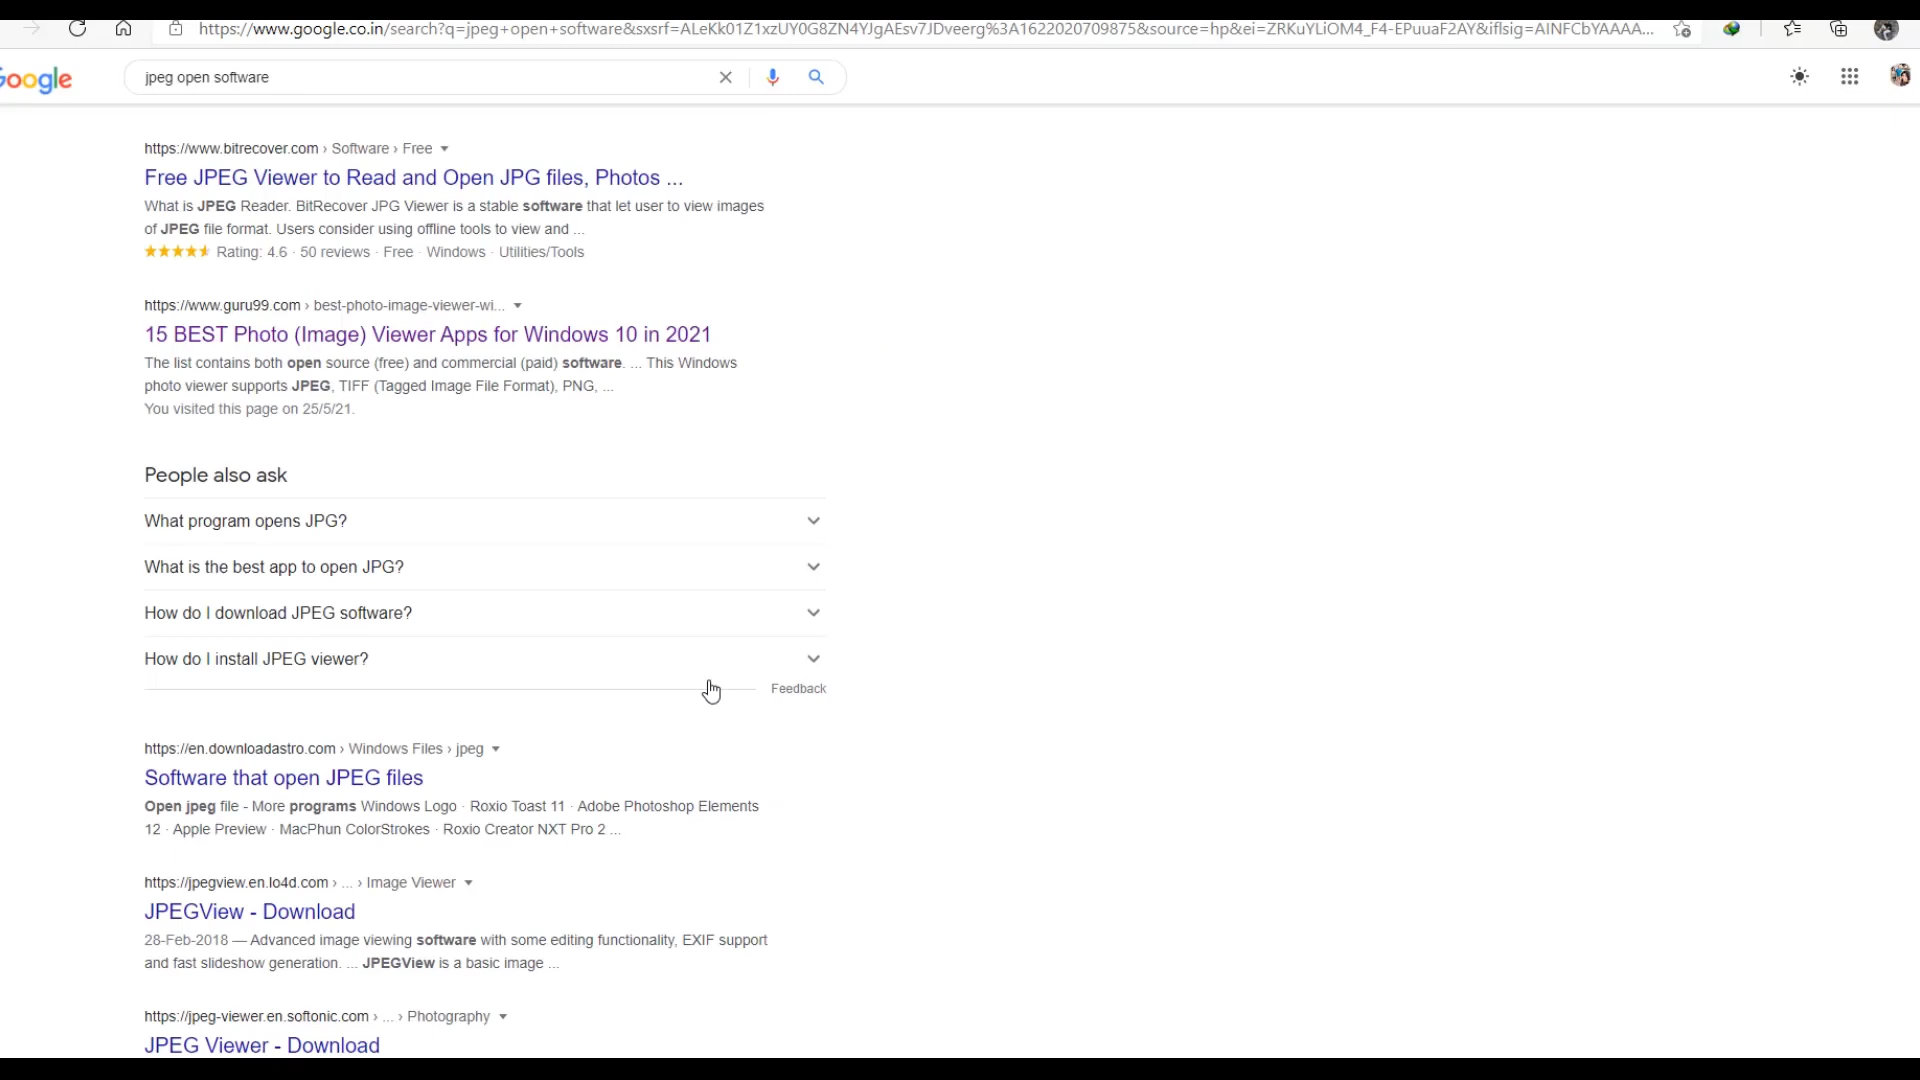 https://www.google.co.in/search?q=jpeg+open+software&sxsrf=ALeKk01Z1xzUY0G8ZN4YJgAEsv7JDveerg%3A1622020709875&source=hp&ei=ZRKuYLiOM4_F4-EPuuaF2AY&iflsig=AINFCbYAAAA...
Google
jpeg open software
https://www.bitrecover.com › Software › Free
Free JPEG Viewer to Read and Open JPG files, Photos ...
What is JPEG Reader. BitRecover JPG Viewer is a stable software that let user to view images
of JPEG file format. Users consider using offline tools to view and ...
Rating: 4.6 · 50 reviews · Free · Windows · Utilities/Tools
https://www.guru99.com › best-photo-image-viewer-wi...
15 BEST Photo (Image) Viewer Apps for Windows 10 in 2021
The list contains both open source (free) and commercial (paid) software. ... This Windows
photo viewer supports JPEG, TIFF (Tagged Image File Format), PNG, ...
You visited this page on 25/5/21.
People also ask
What program opens JPG?
What is the best app to open JPG?
How do I download JPEG software?
How do I install JPEG viewer?
Feedback
https://en.downloadastro.com › Windows Files › jpeg
Software that open JPEG files
Open jpeg file - More programs Windows Logo · Roxio Toast 11 · Adobe Photoshop Elements
12 · Apple Preview · MacPhun ColorStrokes · Roxio Creator NXT Pro 2 ...
https://jpegview.en.lo4d.com › ... › Image Viewer
JPEGView - Download
28-Feb-2018 — Advanced image viewing software with some editing functionality, EXIF support
and fast slideshow generation. ... JPEGView is a basic image ...
https://jpeg-viewer.en.softonic.com › ... › Photography
JPEG Viewer - Download